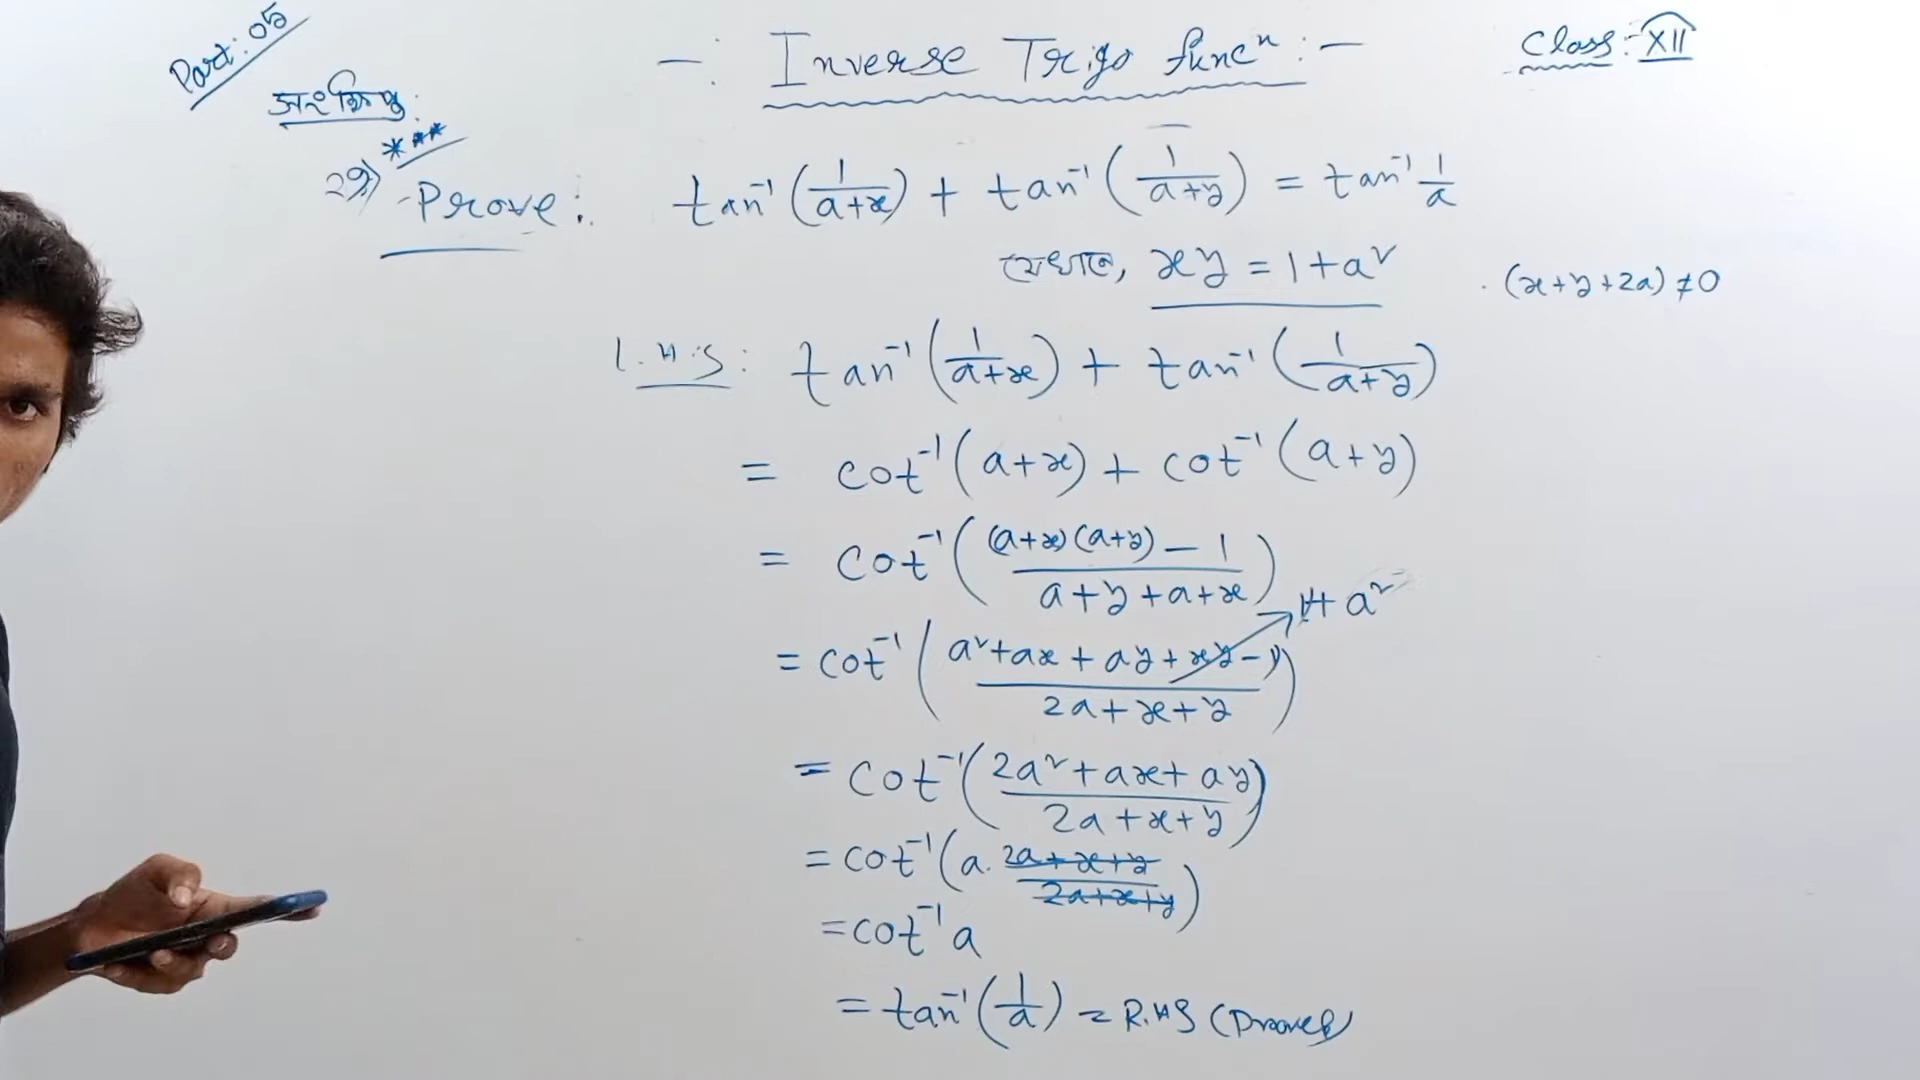 Part: 05
-: Inverse Trigo funcⁿ :-
Class:- XII
***
Prove: tan⁻¹(1/(a+x)) + tan⁻¹(1/(a+y)) = tan⁻¹ 1/a
যেখানে, xy = 1+a²
(x+y+2a) ≠ 0
L.H.S: tan⁻¹(1/(a+x)) + tan⁻¹(1/(a+y))
= cot⁻¹(a+x) + cot⁻¹(a+y)
= cot⁻¹(((a+x)(a+y) - 1)/(a+y+a+x))
= cot⁻¹((a²+ax+ay+xy-1)/(2a+x+y)) → 1+a²
= cot⁻¹((2a²+ax+ay)/(2a+x+y))
= cot⁻¹(a. (2a+x+y)/(2a+x+y))
= cot⁻¹ a
= tan⁻¹(1/a) = R.H.S (Proved)